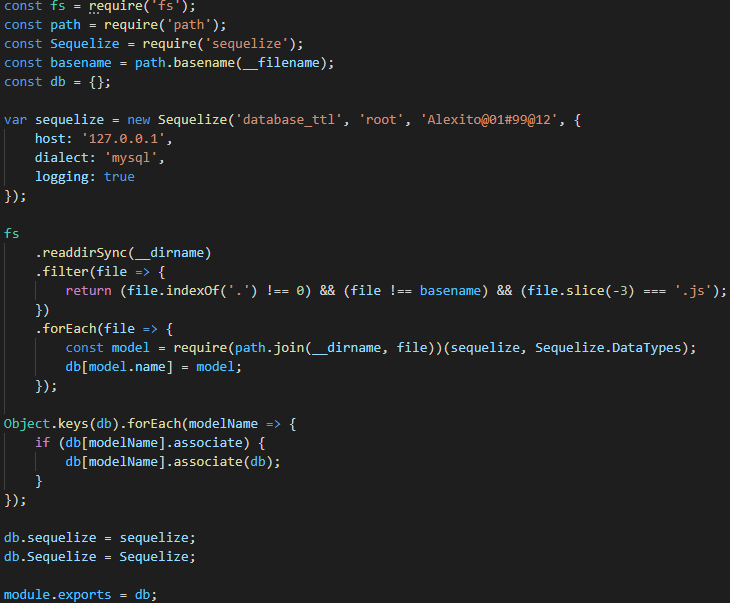 const fs = require('fs');
const path = require('path');
const Sequelize = require('sequelize');
const basename = path.basename(__filename);
const db = {};

var sequelize = new Sequelize('database_ttl', 'root', 'Alexito@01#99@12', {
    host: '127.0.0.1',
    dialect: 'mysql',
    logging: true
});

fs
    .readdirSync(__dirname)
    .filter(file => {
        return (file.indexOf('.') !== 0) && (file !== basename) && (file.slice(-3) === '.js');
    })
    .forEach(file => {
        const model = require(path.join(__dirname, file))(sequelize, Sequelize.DataTypes);
        db[model.name] = model;
    });

Object.keys(db).forEach(modelName => {
    if (db[modelName].associate) {
        db[modelName].associate(db);
    }
});

db.sequelize = sequelize;
db.Sequelize = Sequelize;

module.exports = db;